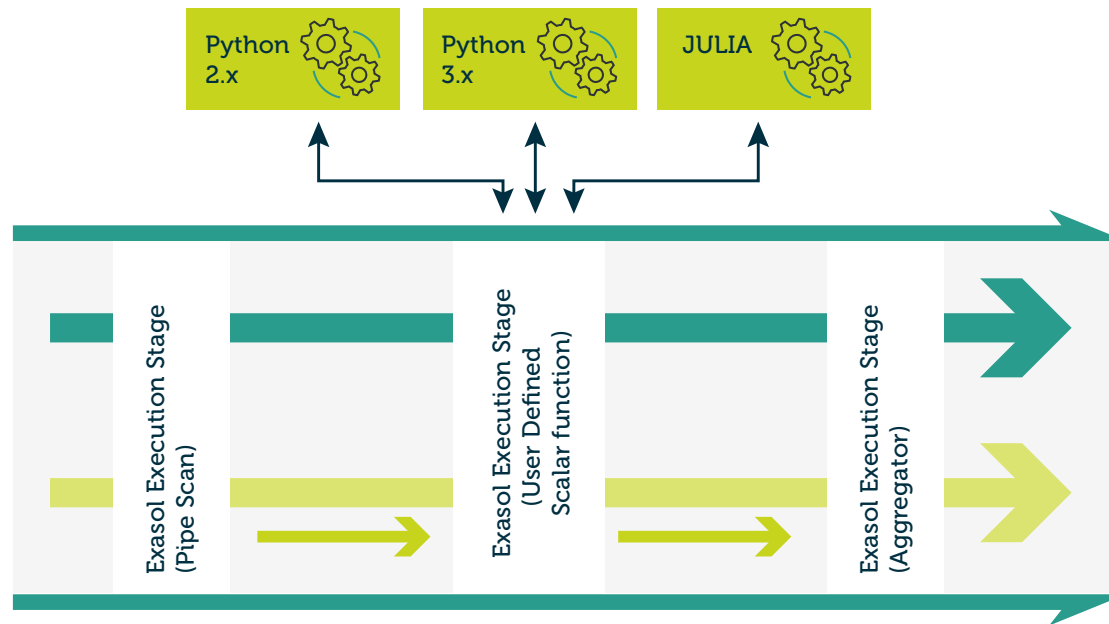 Python
2.x
Python
3.x
JULIA
Exasol Execution Stage
(Pipe Scan)
Exasol Execution Stage
(User Defined
Scalar function)
Exasol Execution Stage
(Aggregator)